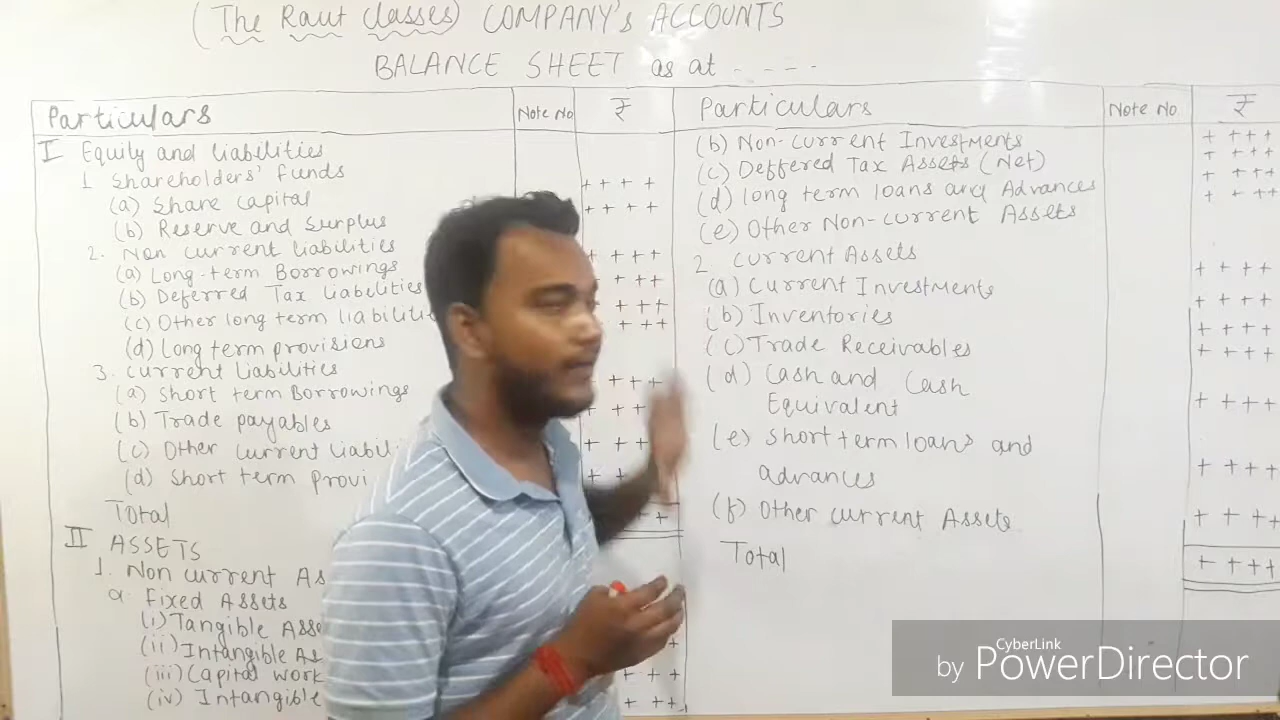 (The Raut classes) COMPANY's ACCOUNTS
BALANCE SHEET as at - - - -
Particulars Note No ₹
I Equity and liabilities
1 Shareholders' funds
(a) Share capital + + + +
(b) Reserve and Surplus + + + +
2. Non current liabilities
(a) Long-term Borrowings + + + +
(b) Deferred Tax liabilities + + + +
(c) Other long term liabiliti + + + +
(d) Long term provisions + + +
3. Current liabilities
(a) Short term Borrowings + + +
(b) Trade payables + + +
(c) Other current liabil + + +
(d) Short term provi + +
Total + +
II ASSETS
1. Non current As
a. Fixed Assets
(i) Tangible Asse
(ii) Intangible As +
(iii) Capital work + + +
(iv) Intangible + + +
Particulars Note No. ₹
(b) Non-current Investments + + + +
(c) Deffered Tax Assets (Net) + + + +
(d) long term loans and Advances + + + +
(e) Other Non-current Assets + + + +
2 Current Assets
(a) Current Investments + + + +
(b) Inventories + + + +
(c) Trade Receivables + + + +
(d) Cash and Cash + + + +
Equivalent + + + +
(e) Short term loans and
advances + + + +
(f) Other current Assets + + + +
Total + + + +
CyberLink
by PowerDirector